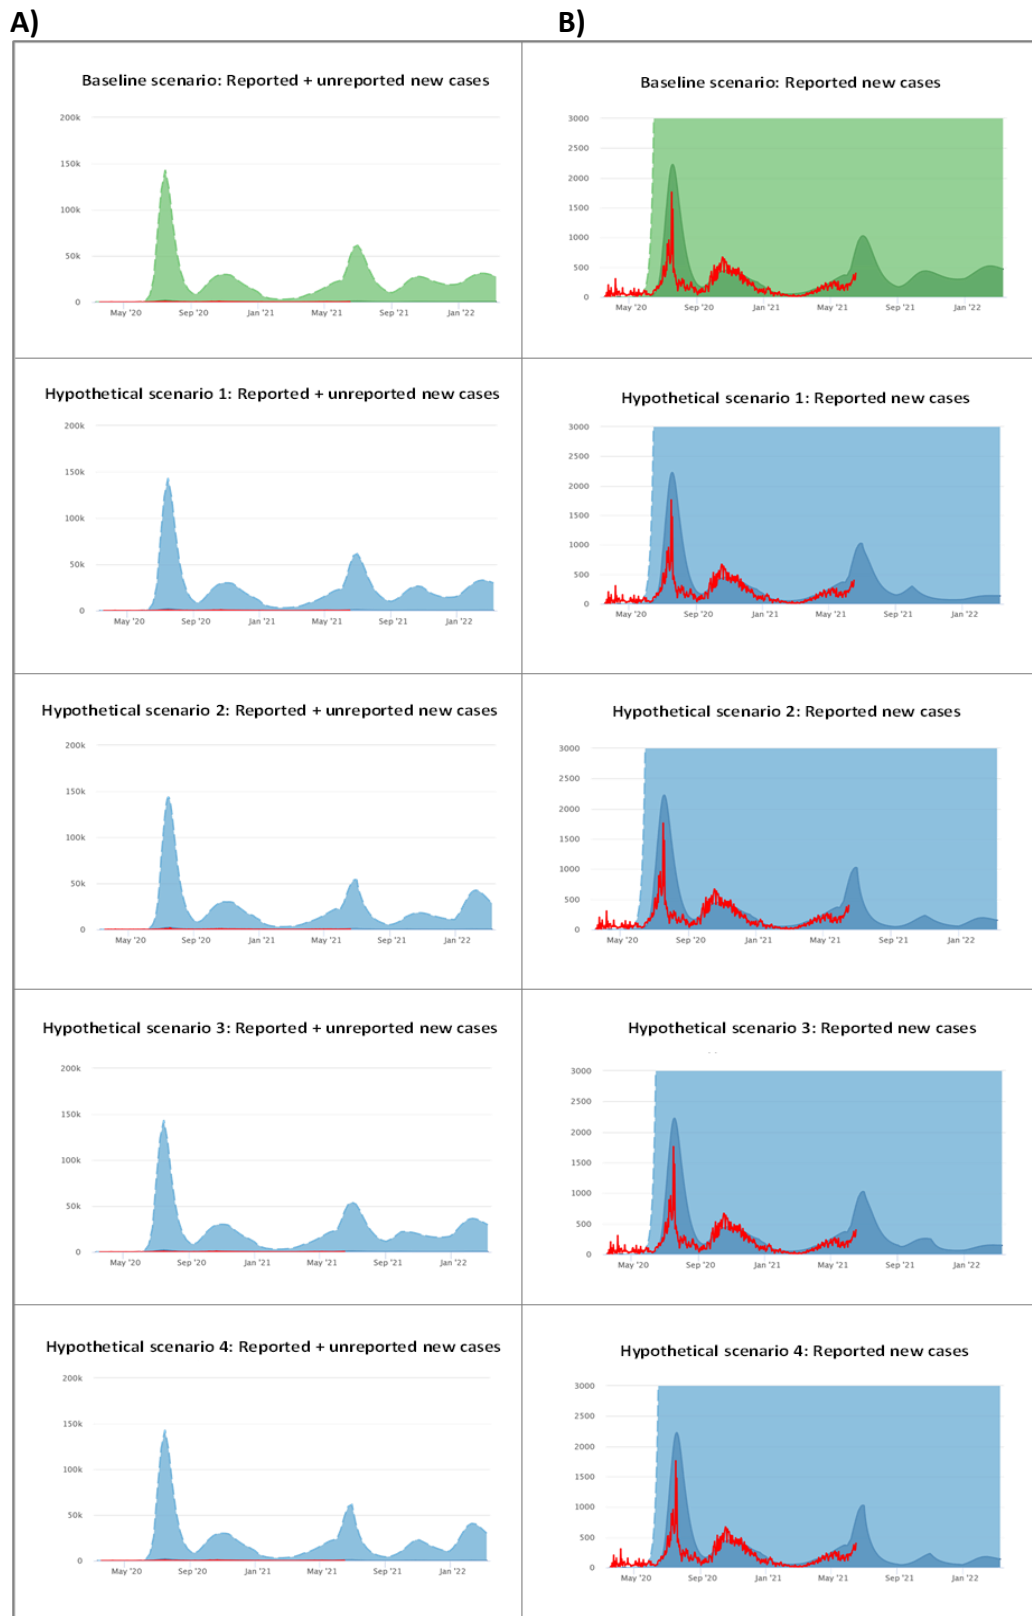 A)
B)
Baseline scenario: Reported + unreported new cases
200k
150k
100k
50k
0
May '20 Sep '20 Jan '21 May '21 Sep '21 Jan '22
Baseline scenario: Reported new cases
3000
2500
2000
1500
1000
500
0
May '20 Sep '20 Jan '21 May '21 Sep '21 Jan '22
Hypothetical scenario 1: Reported + unreported new cases
200k
150k
100k
50k
0
May '20 Sep '20 Jan '21 May '21 Sep '21 Jan '22
Hypothetical scenario 1: Reported new cases
3000
2500
2000
1500
1000
500
0
May '20 Sep '20 Jan '21 May '21 Sep '21 Jan '22
Hypothetical scenario 2: Reported + unreported new cases
200k
150k
100k
50k
0
May '20 Sep '20 Jan '21 May '21 Sep '21 Jan '22
Hypothetical scenario 2: Reported new cases
3000
2500
2000
1500
1000
500
0
May '20 Sep '20 Jan '21 May '21 Sep '21 Jan '22
Hypothetical scenario 3: Reported + unreported new cases
200k
150k
100k
50k
0
May '20 Sep '20 Jan '21 May '21 Sep '21 Jan '22
Hypothetical scenario 3: Reported new cases
3000
2500
2000
1500
1000
500
0
May '20 Sep '20 Jan '21 May '21 Sep '21 Jan '22
Hypothetical scenario 4: Reported + unreported new cases
200k
150k
100k
50k
0
May '20 Sep '20 Jan '21 May '21 Sep '21 Jan '22
Hypothetical scenario 4: Reported new cases
3000
2500
2000
1500
1000
500
0
May '20 Sep '20 Jan '21 May '21 Sep '21 Jan '22